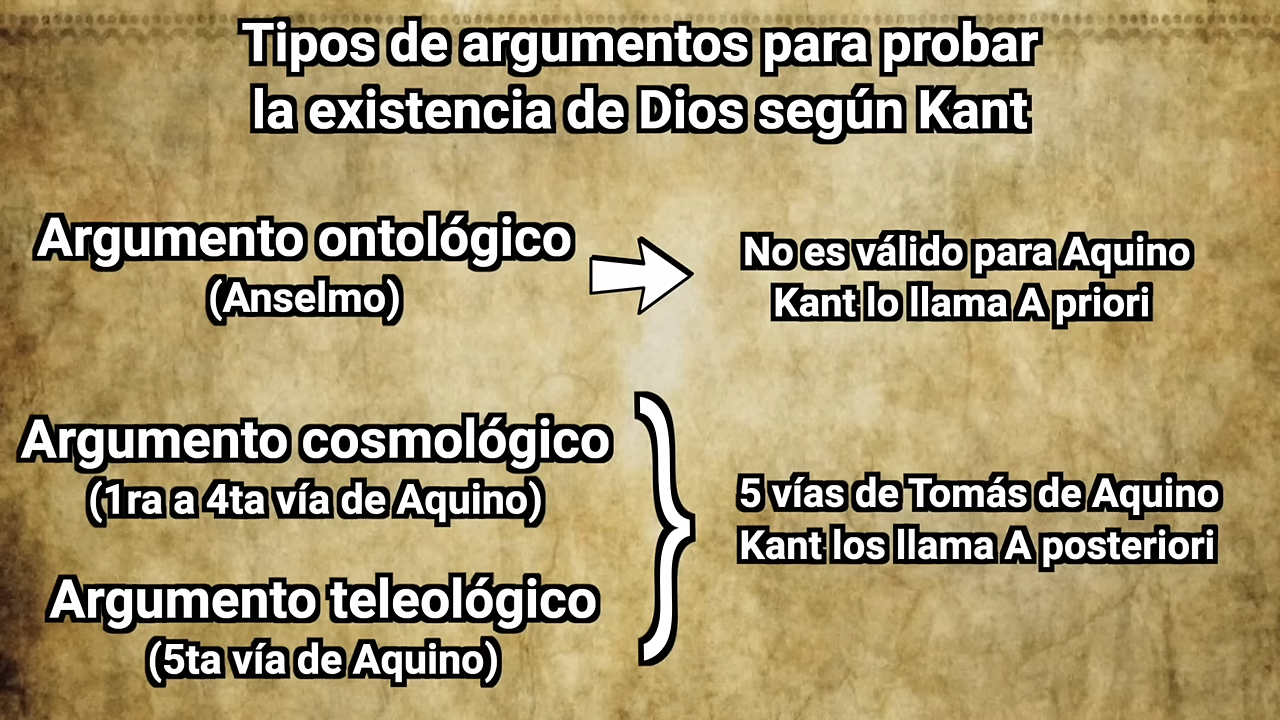 Tipos de argumentos para probar
la existencia de Dios según Kant
Argumento ontológico
(Anselmo)
No es válido para Aquino
Kant lo llama A priori
Argumento cosmológico
(1ra a 4ta vía de Aquino)
Argumento teleológico
(5ta vía de Aquino)
5 vías de Tomás de Aquino
Kant los llama A posteriori